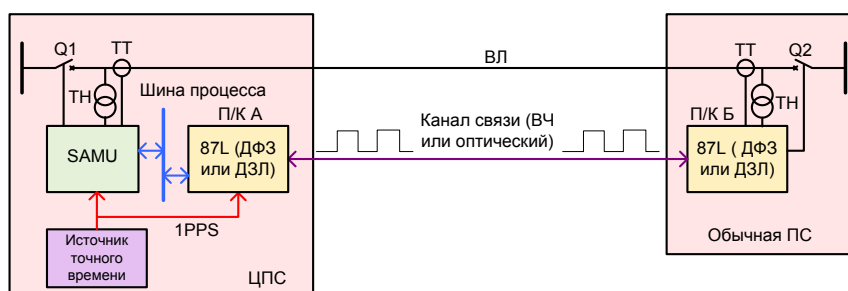 Q1
ТТ
ВЛ
ТТ
Q2
ТН
Шина процесса
ТН
П/К А
Канал связи (ВЧ
или оптический)
П/К Б
SAMU
87L (ДФЗ
или ДЗЛ)
87L ( ДФЗ
или ДЗЛ)
1PPS
Источник
точного
времени
ЦПС
Обычная ПС